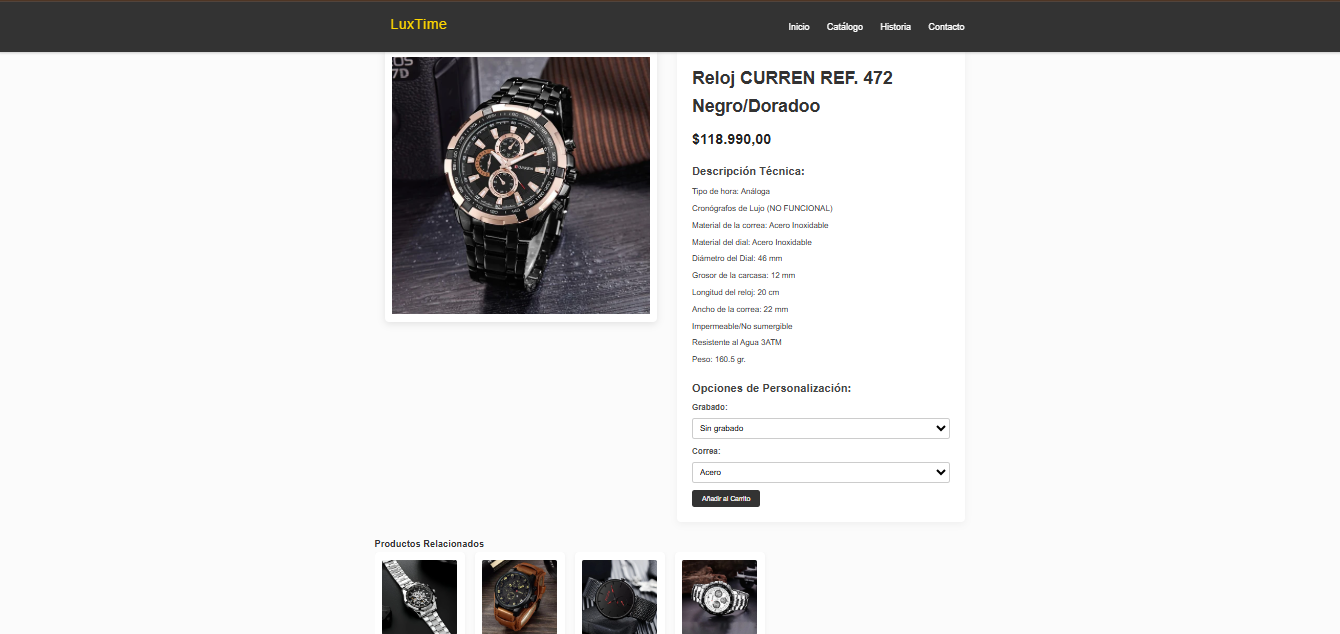 LuxTime
Inicio Catálogo Historia Contacto
OS
7D
CURREN
Reloj CURREN REF. 472
Negro/Doradoo
$118.990,00
Descripción Técnica:
Tipo de hora: Análoga
Cronógrafos de Lujo (NO FUNCIONAL)
Material de la correa: Acero Inoxidable
Material del dial: Acero Inoxidable
Diámetro del Dial: 46 mm
Grosor de la carcasa: 12 mm
Longitud del reloj: 20 cm
Ancho de la correa: 22 mm
Impermeable/No sumergible
Resistente al Agua 3ATM
Peso: 160.5 gr.
Opciones de Personalización:
Grabado:
Sin grabado
Correa:
Acero
Añadir al Carrito
Productos Relacionados